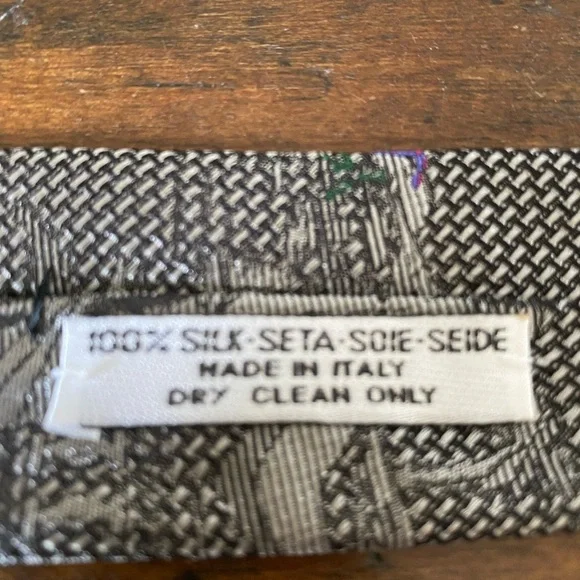 100% SILK-SETA-SOIE-SEIDE
MADE IN ITALY
DRY CLEAN ONLY